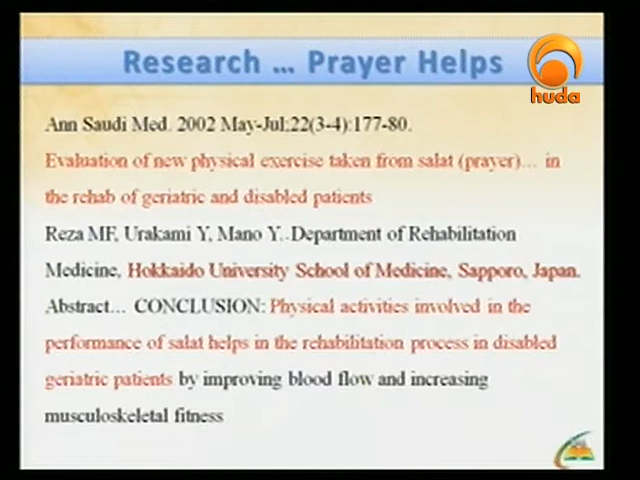 Research ... Prayer Helps
huda
Ann Saudi Med. 2002 May-Jul;22(3-4):177-80.
Evaluation of new physical exercise taken from salat (prayer)... in
the rehab of geriatric and disabled patients
Reza MF, Urakami Y, Mano Y. .Department of Rehabilitation
Medicine, Hokkaido University School of Medicine, Sapporo, Japan.
Abstract... CONCLUSION: Physical activities involved in the
performance of salat helps in the rehabilitation process in disabled
geriatric patients by improving blood flow and increasing
musculoskeletal fitness